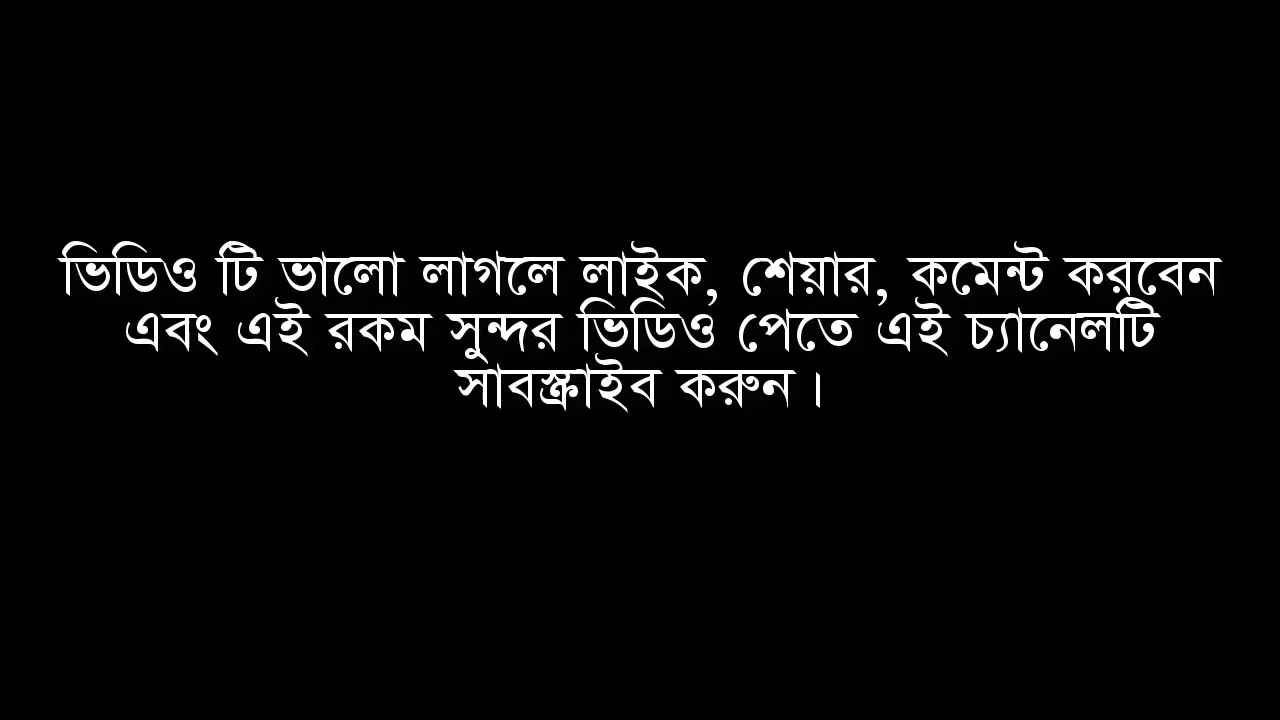 ভিডিও টি ভালো লাগলে লাইক, শেয়ার, কমেন্ট করবেন
এবং এই রকম সুন্দর ভিডিও পেতে এই চ্যানেলটি
সাবস্ক্রাইব করুন।